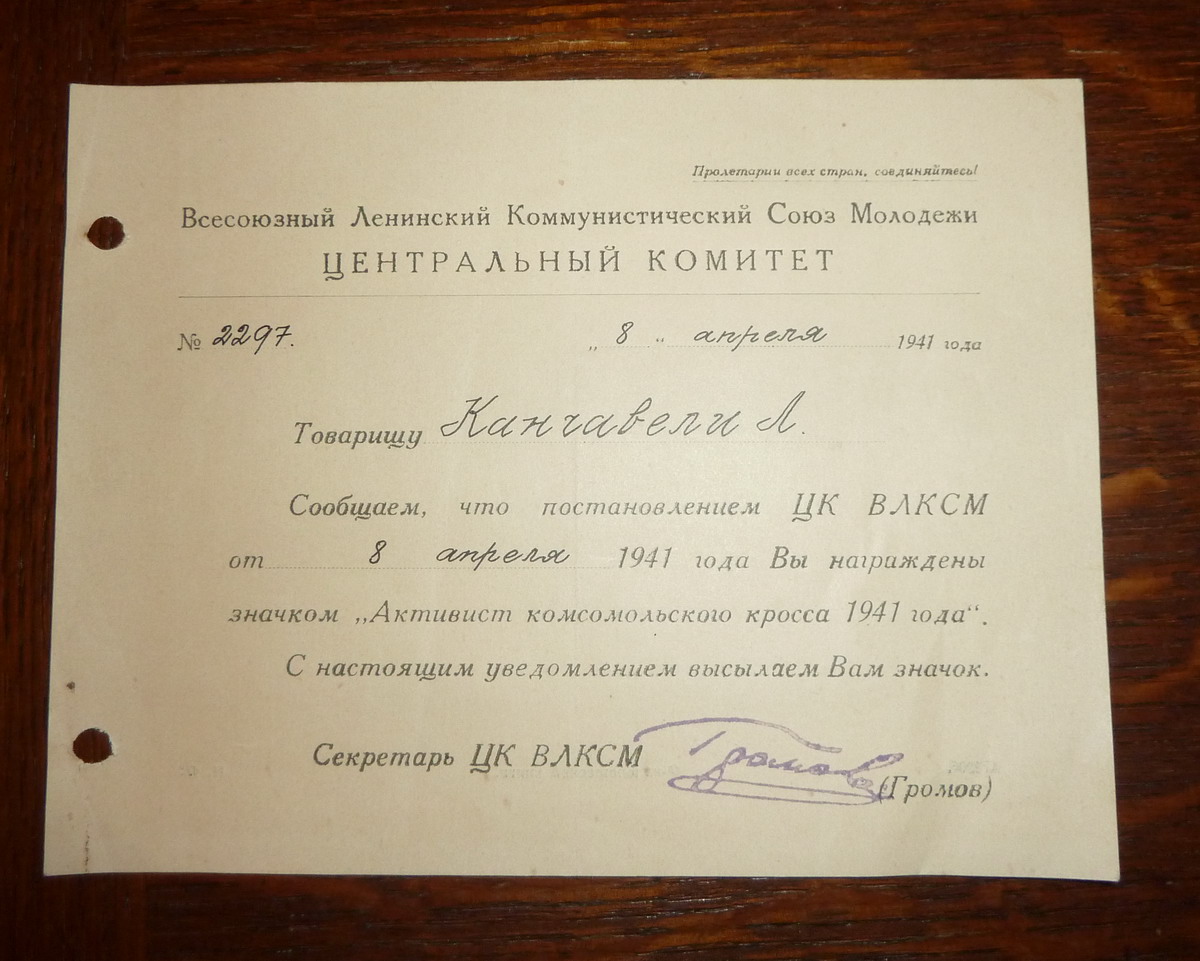 Пролетарии всех стран, соединяйтесь!
Всесоюзный Ленинский Коммунистический Союз Молодежи
ЦЕНТРАЛЬНЫЙ КОМИТЕТ
№ 2297. „ 8 “ апреля 1941 года
Товарищу Канчавели Л.
Сообщаем, что постановлением ЦК ВЛКСМ
от 8 апреля 1941 года Вы награждены
значком „Активист комсомольского кросса 1941 года“.
С настоящим уведомлением высылаем Вам значок.
Секретарь ЦК ВЛКСМ Громов
(Громов)